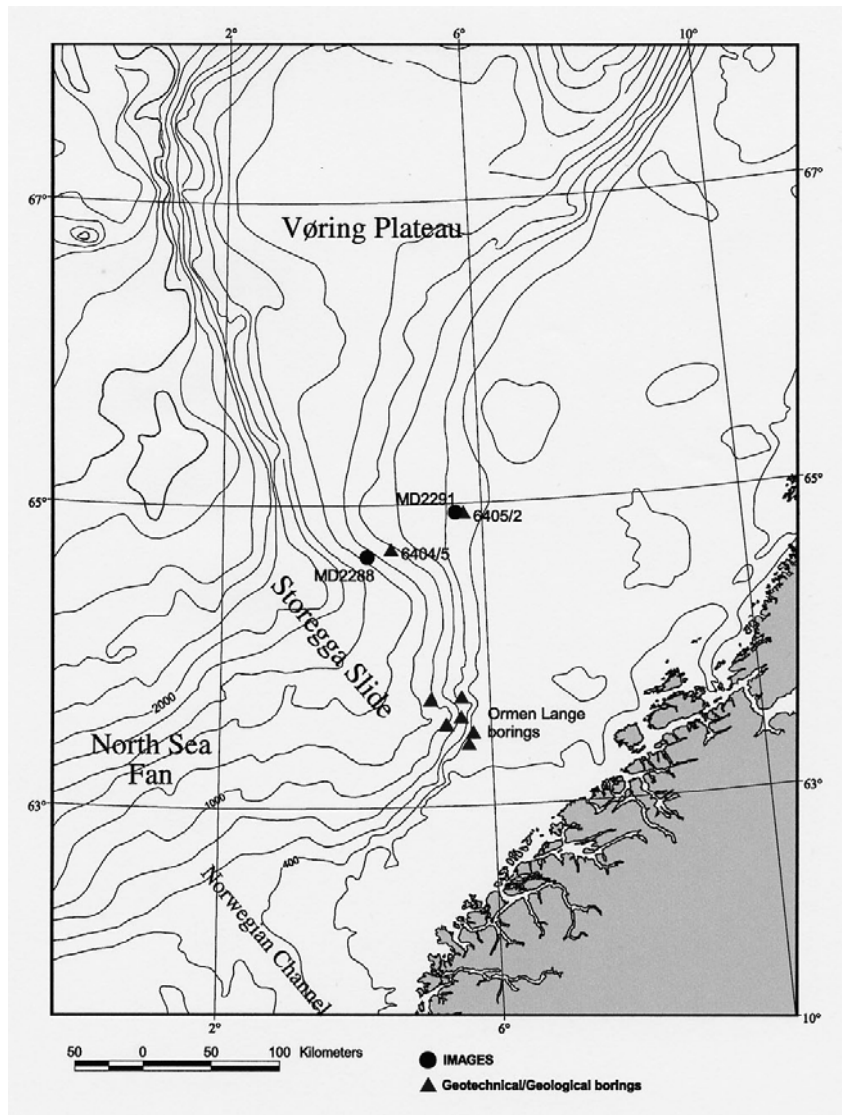 2°
6°
10°
67°
67°
Vøring Plateau
65°
65°
MD2291
6405/2
6404/5
MD2288
Storegga Slide
2000
Ormen Lange
borings
North Sea
Fan
63°
63°
1000
400
Norwegian Channel
2°
6°
10°
50 0 50 100 Kilometers
IMAGES
Geotechnical/Geological borings